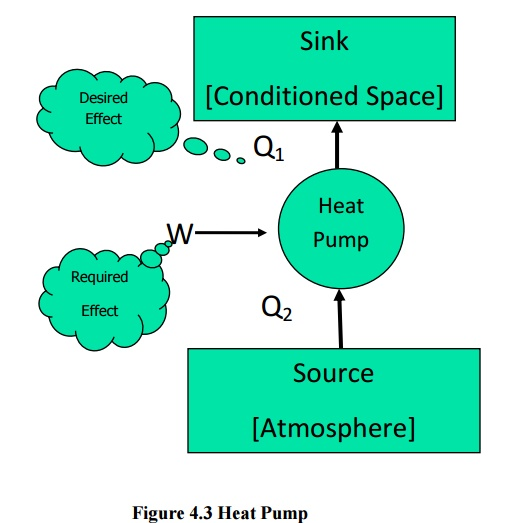 Sink
[Conditioned Space]
Desired
Effect
Q₁
Heat
Pump
W
Required
Effect
Q₂
Source
[Atmosphere]
Figure 4.3 Heat Pump